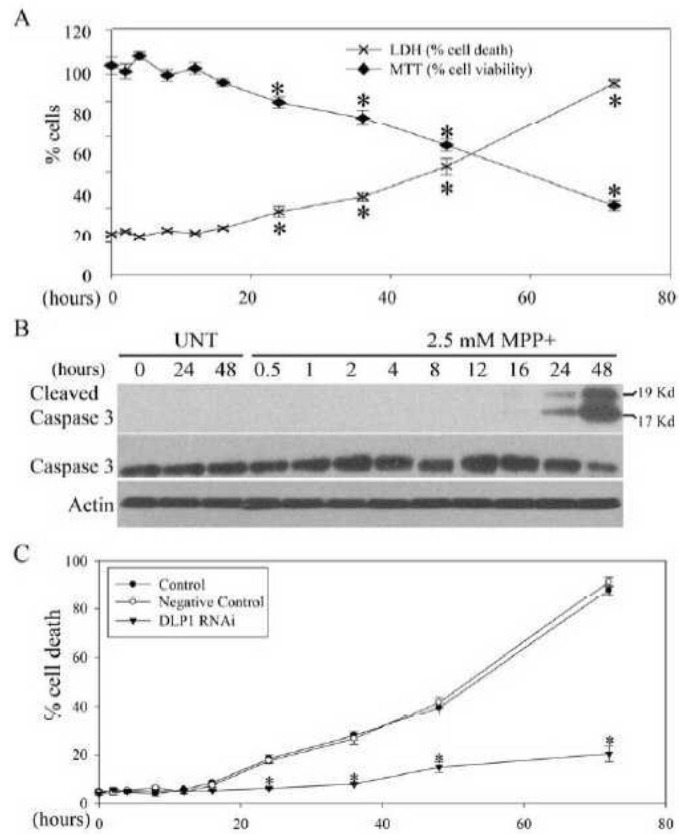 A
120
100
80
60
40
20
0
% cells
LDH (% cell death)
MTT (% cell viability)
* * * *
* * * *
(hours) 0 20 40 60 80
B
UNT 2.5 mM MPP+
(hours) 0 24 48 0.5 1 2 4 8 12 16 24 48
Cleaved
Caspase 3
19 Kd
17 Kd
Caspase 3
Actin
C
100
80
60
40
20
0
% cell death
Control
Negative Control
DLP1 RNAi
* * * *
(hours) 0 20 40 60 80